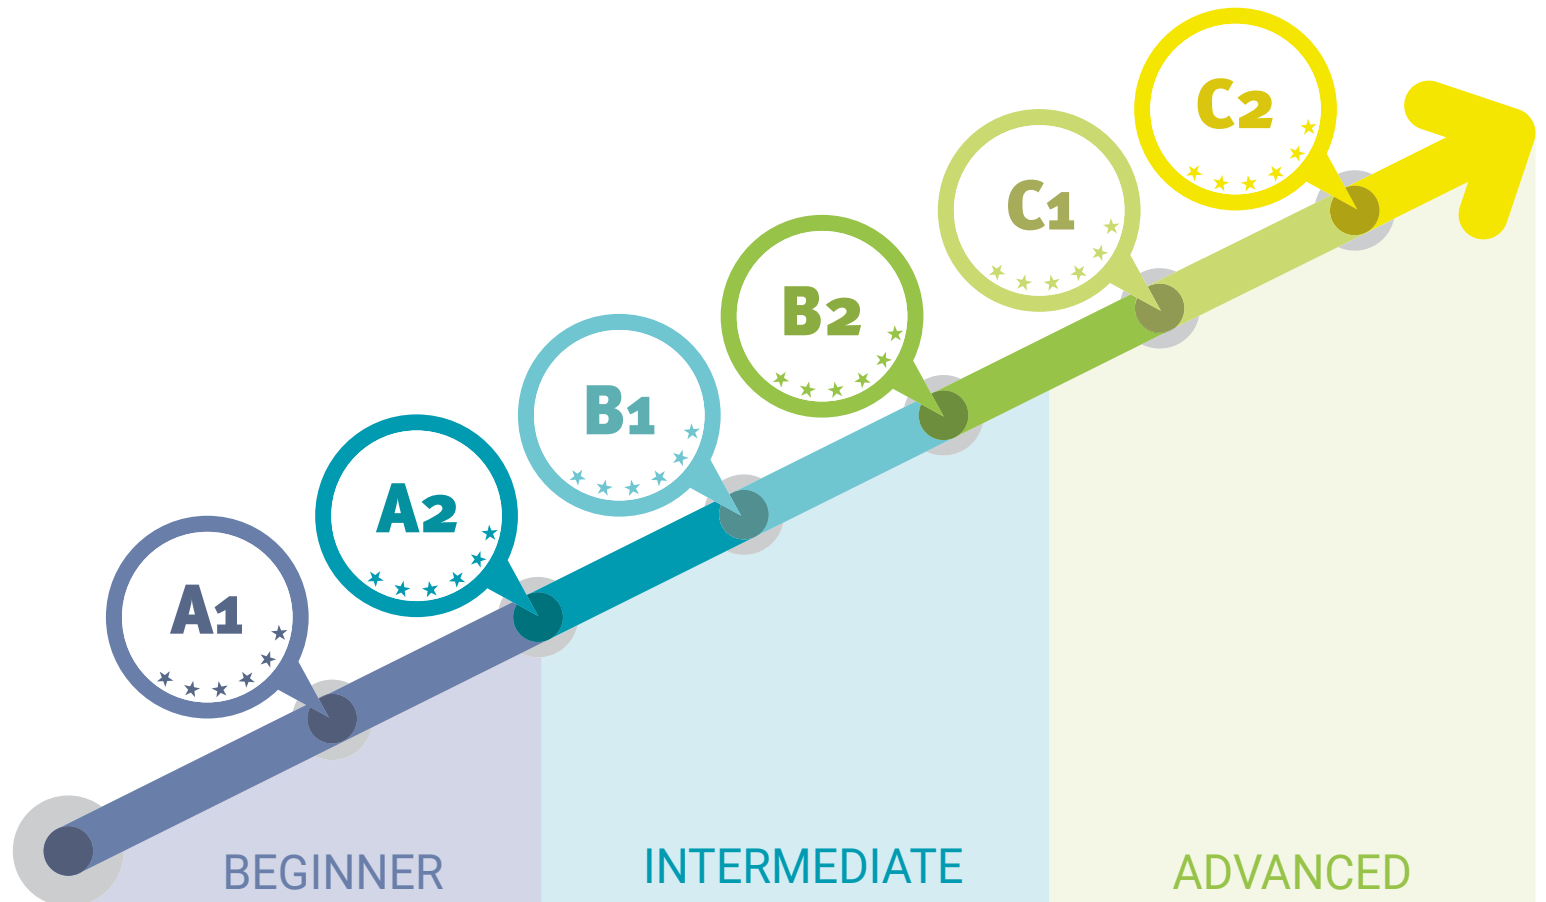 A1
A2
B1
B2
C1
C2
BEGINNER
INTERMEDIATE
ADVANCED